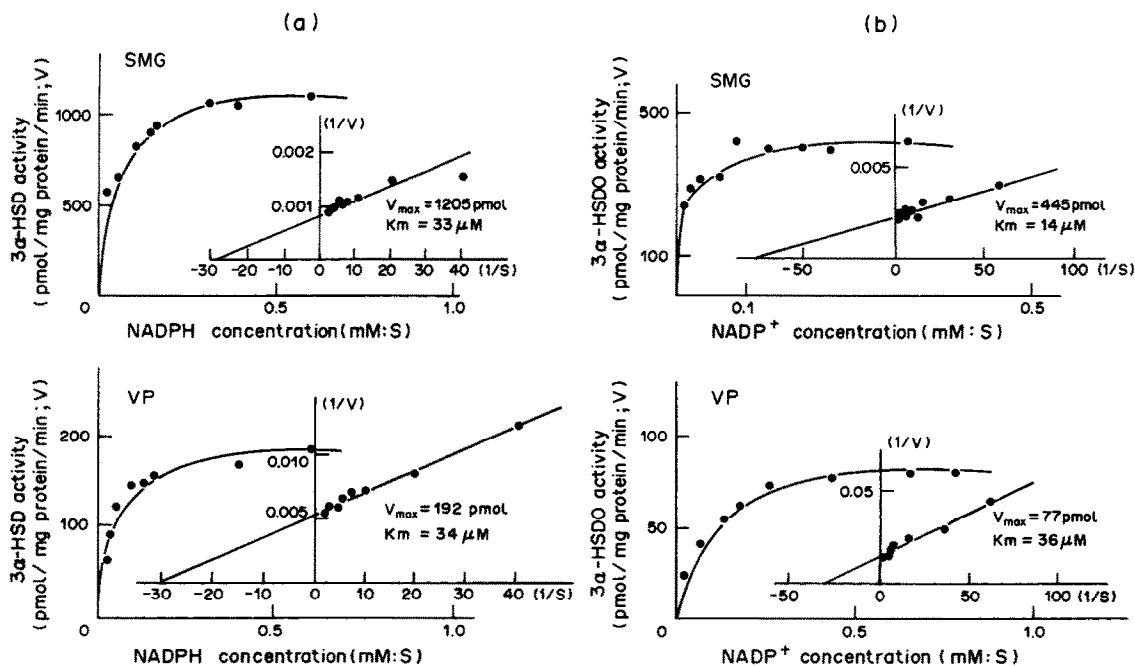 (a)
SMG
3α-HSD activity
(pmol/mg protein/min;V)
1000
500
0
0.5
1.0
NADPH concentration(mM:S)
(1/V)
0.002
0.001
Vmax=1205pmol
Km = 33 μM
-30
-20
-10
0
10
20
30
40 (1/S)
(b)
SMG
3α-HSDO activity
(pmol/mg protein/min;V)
500
100
0.1
0.5
NADP+ concentration(mM:S)
(1/V)
0.005
Vmax=445pmol
Km = 14 μM
-50
0
50
100 (1/S)
VP
3α-HSD activity
(pmol/mg protein/min;V)
200
100
0
0.5
1.0
NADPH concentration(mM:S)
(1/V)
0.010
0.005
Vmax=192 pmol
Km = 34 μM
-30
-20
-10
0
10
20
30
40 (1/S)
VP
3α-HSDO activity
(pmol/mg protein/min;V)
100
50
0
0.5
1.0
NADP+ concentration (mM:S)
(1/V)
0.05
Vmax=77pmol
Km = 36 μM
-50
0
50
100 (1/S)